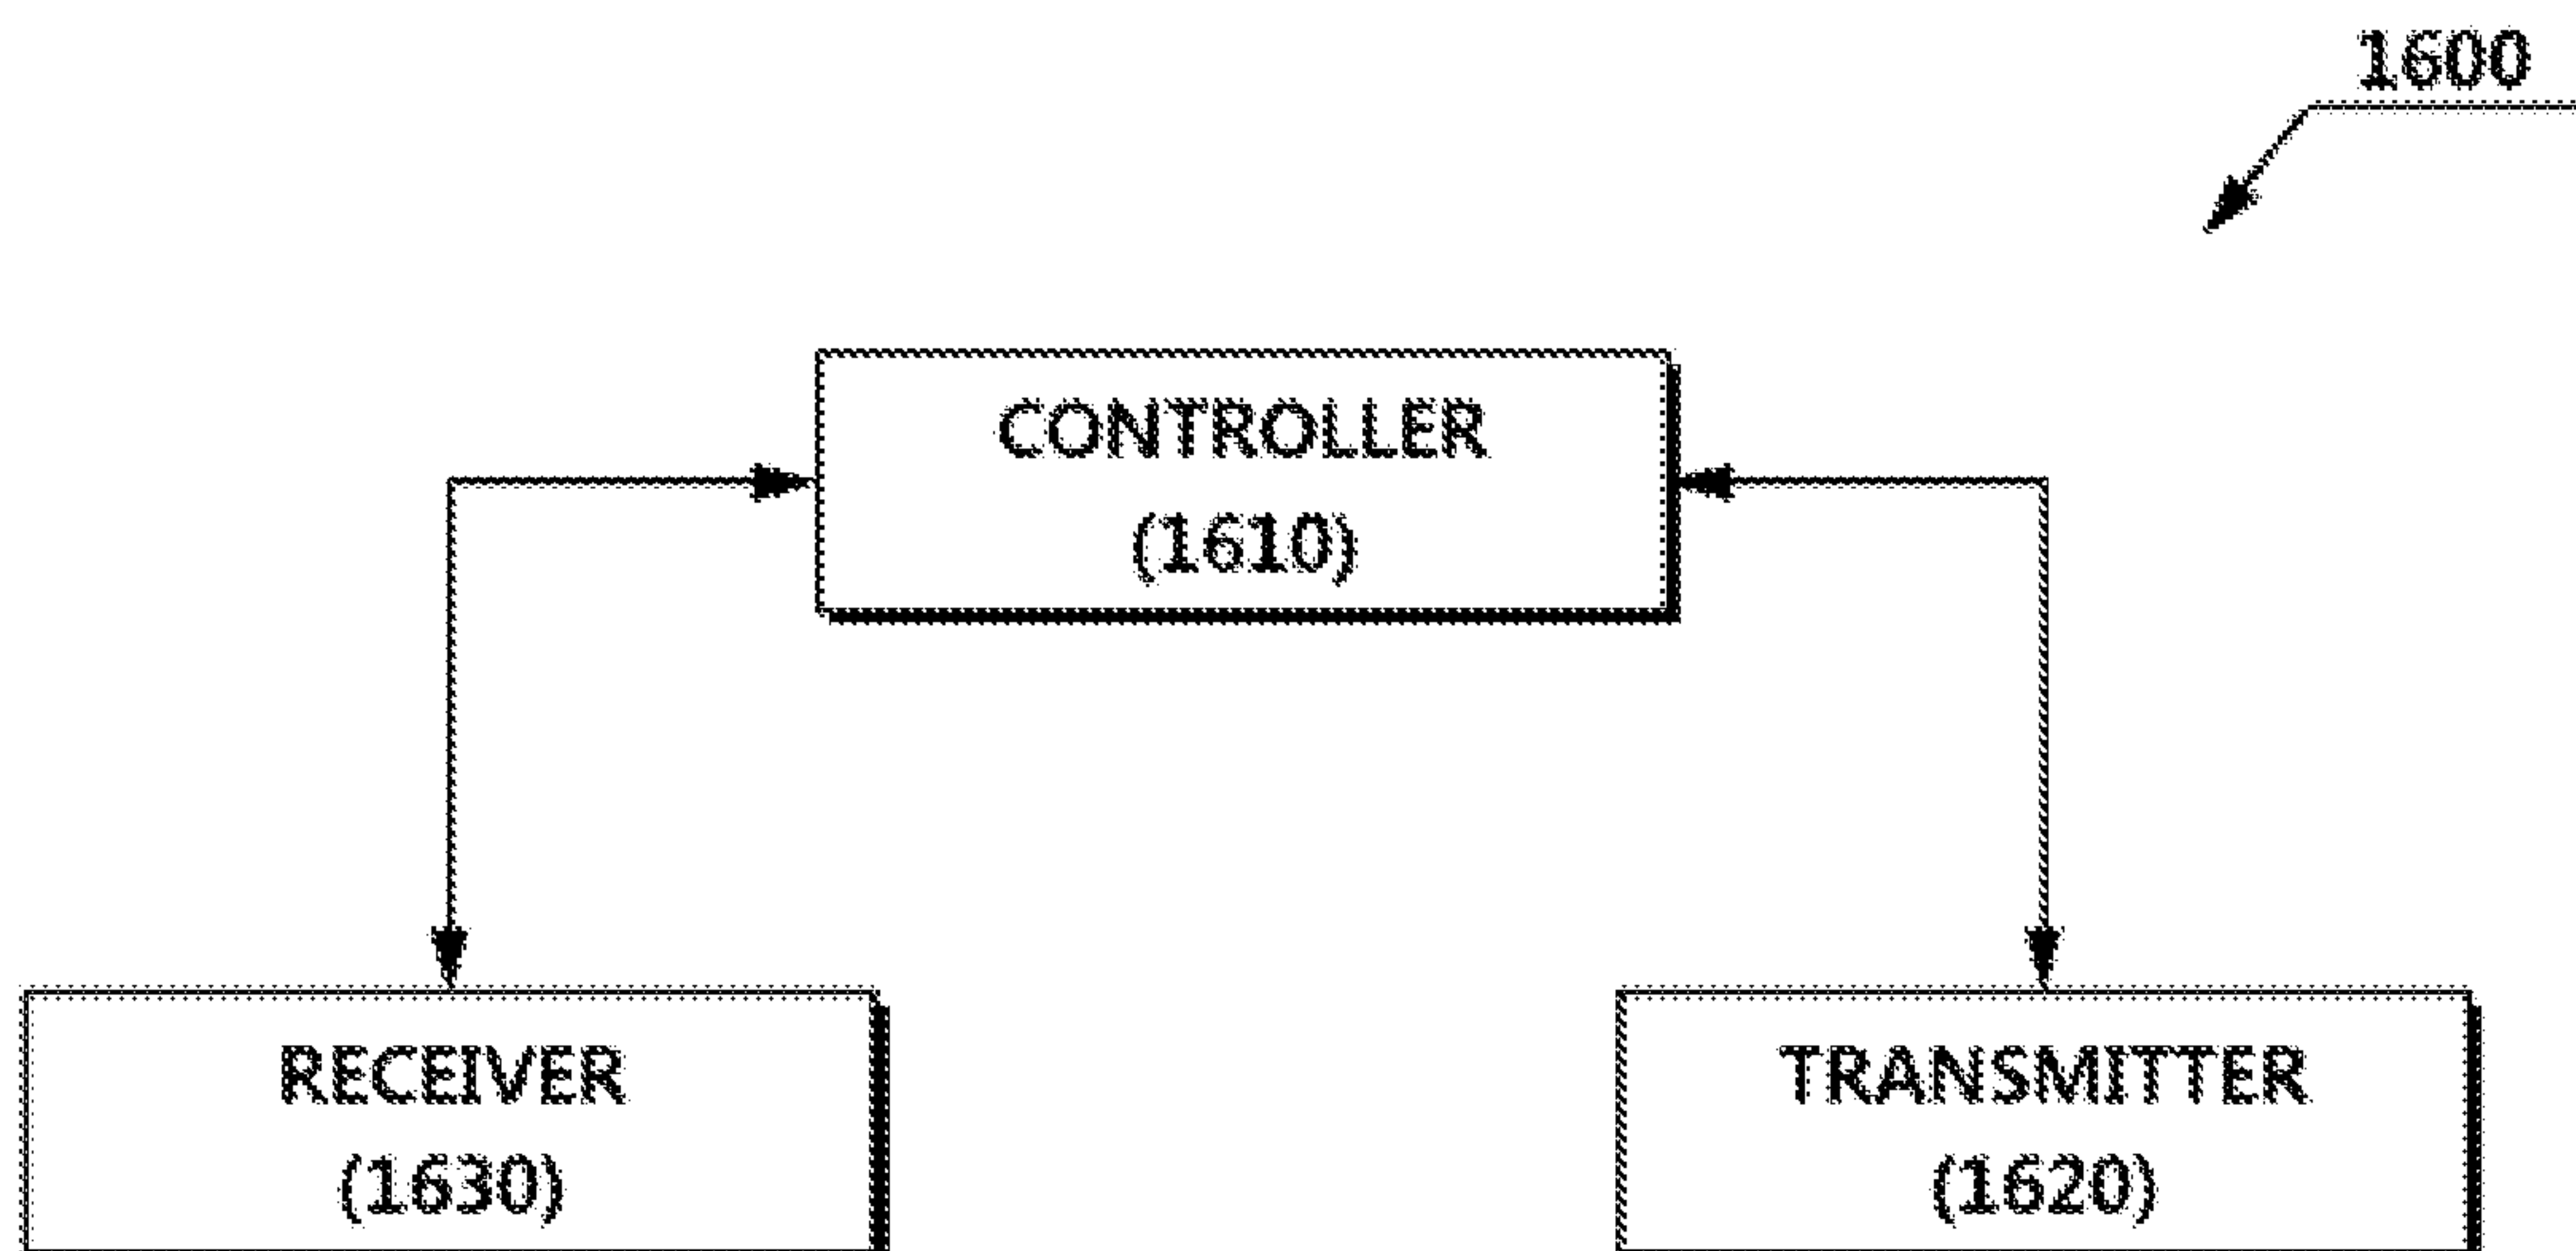 1600
CONTROLLER
(1610)
RECEIVER
(1630)
TRANSMITTER
(1620)